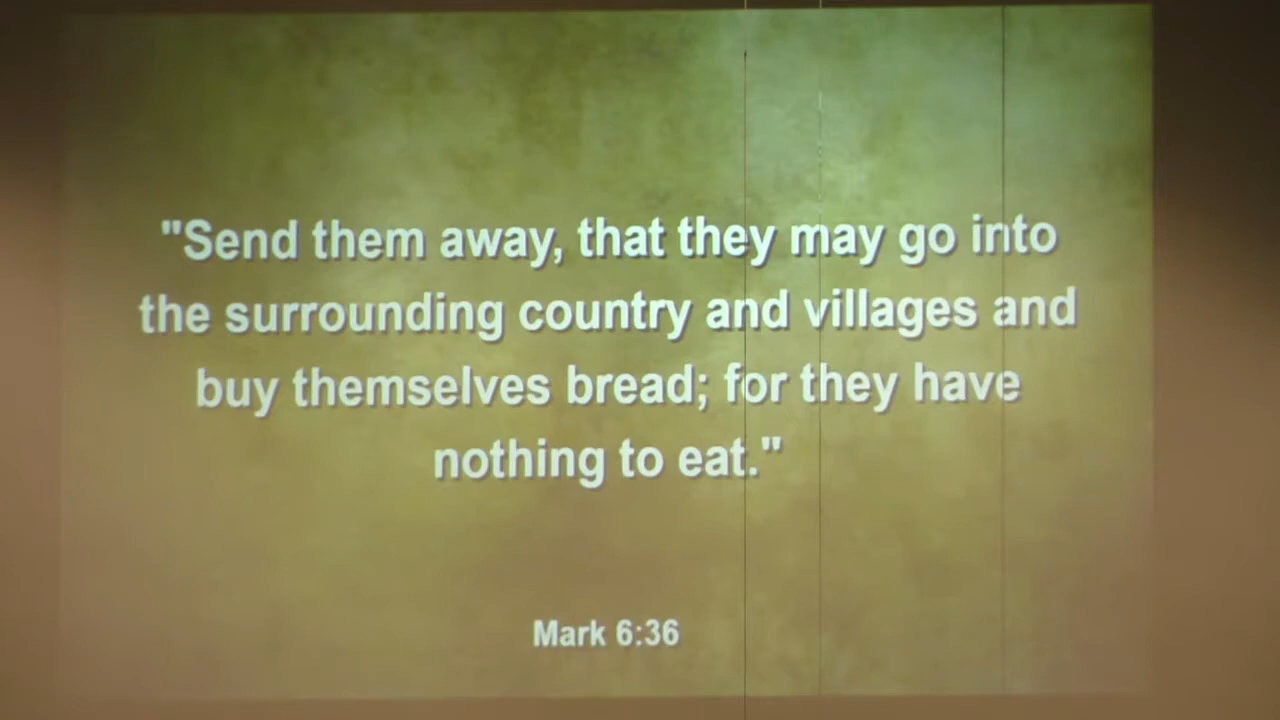 "Send them away, that they may go into
the surrounding country and villages and
buy themselves bread; for they have
nothing to eat."
Mark 6:36